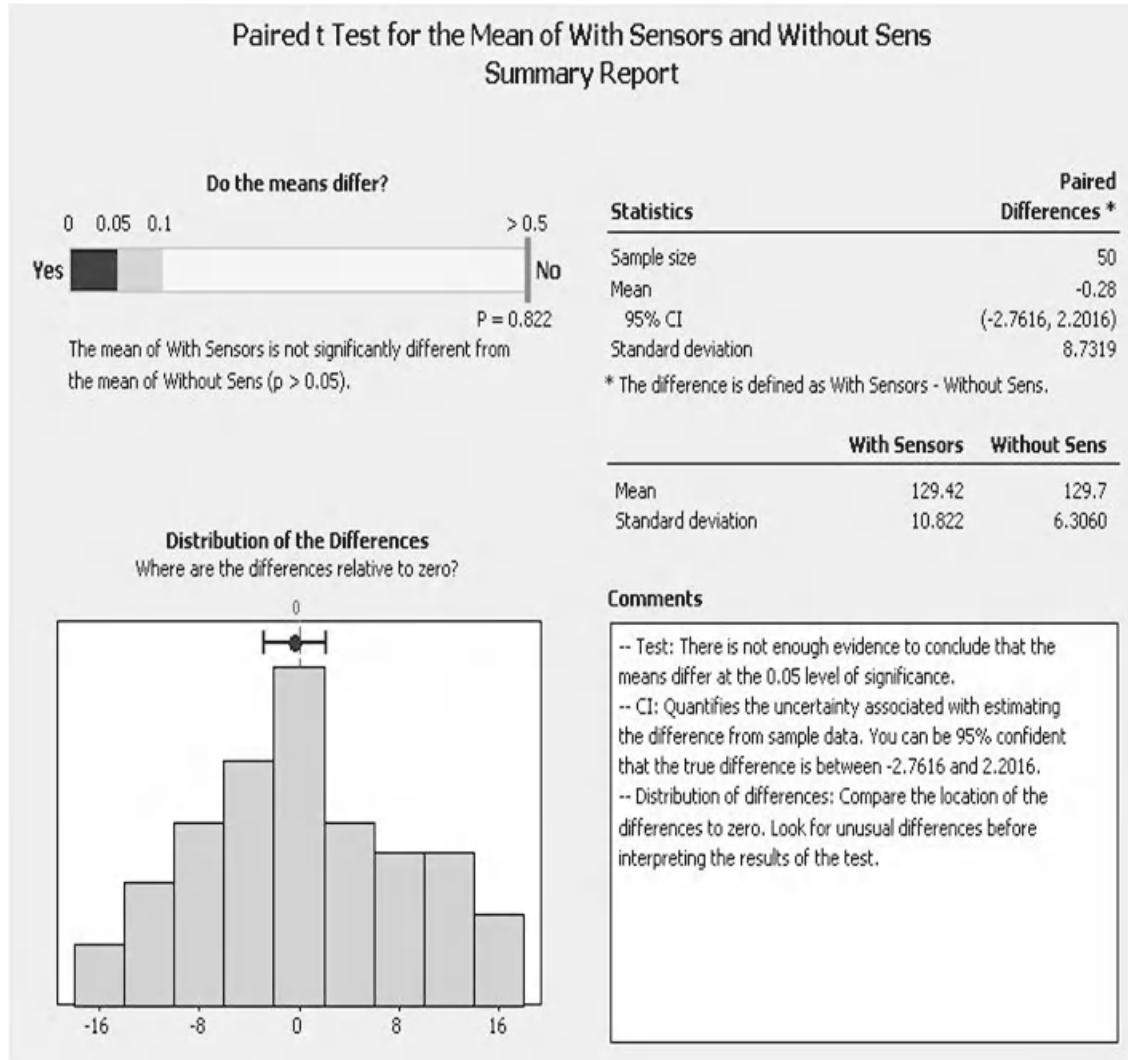 Paired t Test for the Mean of With Sensors and Without Sens
Summary Report
Do the means differ?
0 0.05 0.1 > 0.5
Yes No
P = 0.822
The mean of With Sensors is not significantly different from
the mean of Without Sens (p > 0.05).
Paired
Statistics Differences *
Sample size 50
Mean -0.28
95% CI (-2.7616, 2.2016)
Standard deviation 8.7319
* The difference is defined as With Sensors - Without Sens.
With Sensors Without Sens
Mean 129.42 129.7
Standard deviation 10.822 6.3060
Distribution of the Differences
Where are the differences relative to zero?
0
-16 -8 0 8 16
Comments
-- Test: There is not enough evidence to conclude that the
means differ at the 0.05 level of significance.
-- CI: Quantifies the uncertainty associated with estimating
the difference from sample data. You can be 95% confident
that the true difference is between -2.7616 and 2.2016.
-- Distribution of differences: Compare the location of the
differences to zero. Look for unusual differences before
interpreting the results of the test.